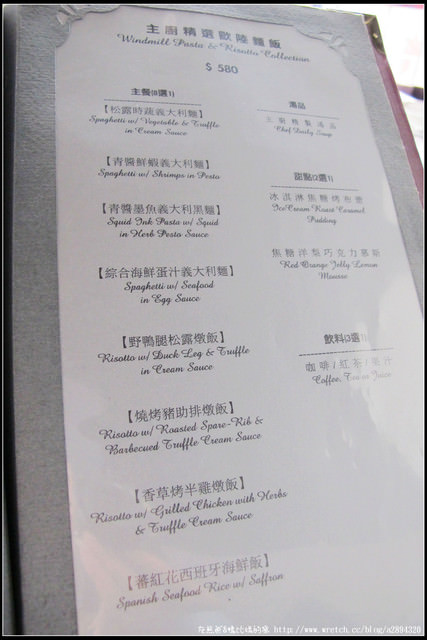 主廚精選歐陸麵飯
Windmill Pasta & Risotto Collection
$ 580
主餐(8選1)
【松露時蔬義大利麵】
Spaghetti w/ Vegetable & Truffle
in Cream Sauce
【青醬鮮蝦義大利麵】
Spaghetti w/ Shrimps in Pesto
【青醬墨魚義大利黑麵】
Squid Ink Pasta w/ Squid
in Herb Pesto Sauce
【綜合海鮮蛋汁義大利麵】
Spaghetti w/ Seafood
in Egg Sauce
【野鴨腿松露燉飯】
Risotto w/ Duck Leg & Truffle
in Cream Sauce
【燒烤豬肋排燉飯】
Risotto w/ Roasted Spare-Rib &
Barbecued Truffle Cream Sauce
【香草烤半雞燉飯】
Risotto w/ Grilled Chicken with Herbs
& Truffle Cream Sauce
【蕃紅花西班牙海鮮飯】
Spanish Seafood Rice w/ Saffron
湯品
主廚精製湯品
Chef Daily Soup
甜點(2選1)
冰淇淋焦糖烤布蕾
Ice Cream Roast Caramel
Pudding
焦糖洋梨巧克力慕斯
Red Orange Jelly Lemon
Mousse
飲料(3選1)
咖啡/紅茶/果汁
Coffee, Tea or Juice
http://www.wretch.cc/blog/a2894320